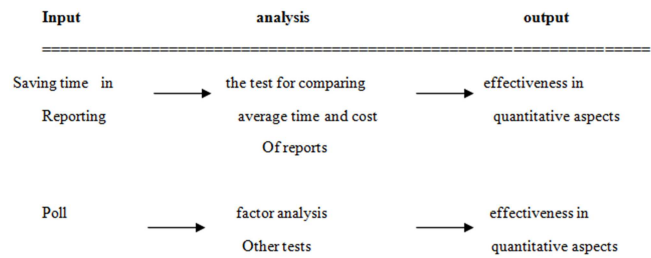 Input analysis output
==================================================================
Saving time in the test for comparing effectiveness in
Reporting average time and cost quantitative aspects
Of reports
Poll factor analysis effectiveness in
Other tests quantitative aspects